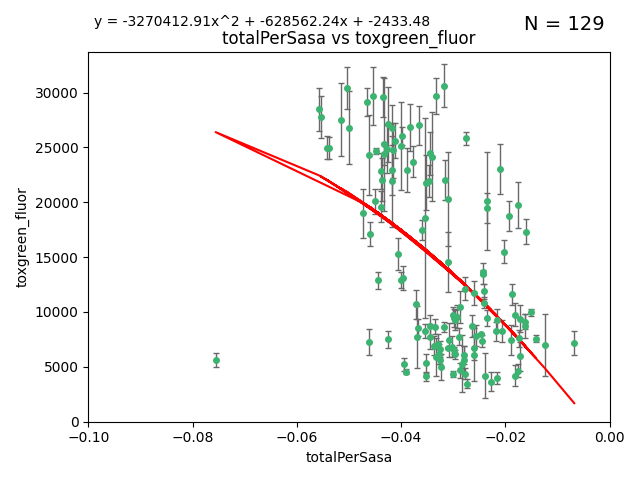 y = -3270412.91x^2 + -628562.24x + -2433.48
N = 129
totalPerSasa vs toxgreen_fluor
30000
25000
20000
15000
10000
5000
0
toxgreen_fluor
−0.10
−0.08
−0.06
−0.04
−0.02
0.00
totalPerSasa